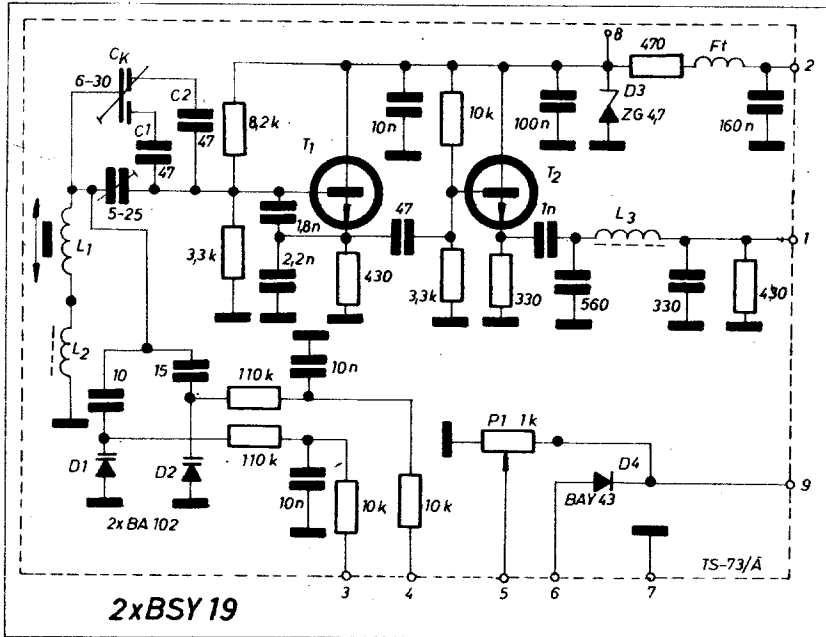 8
CK
6-30
C2
C1
47
47
5-25
8,2k
T1
10n
10k
100n
470
Ft
2
D3
ZG 4,7
160n
T2
L1
3,3k
1,8n
2,2n
430
47
3,3k
330
1n
L3
1
560
330
430
L2
10
15
110k
10n
110k
D1
D2
2xBA 102
10n
10k
10k
P1 1k
D4
BAY 43
9
TS-73/Ā
3
4
5
6
7
2xBSY 19